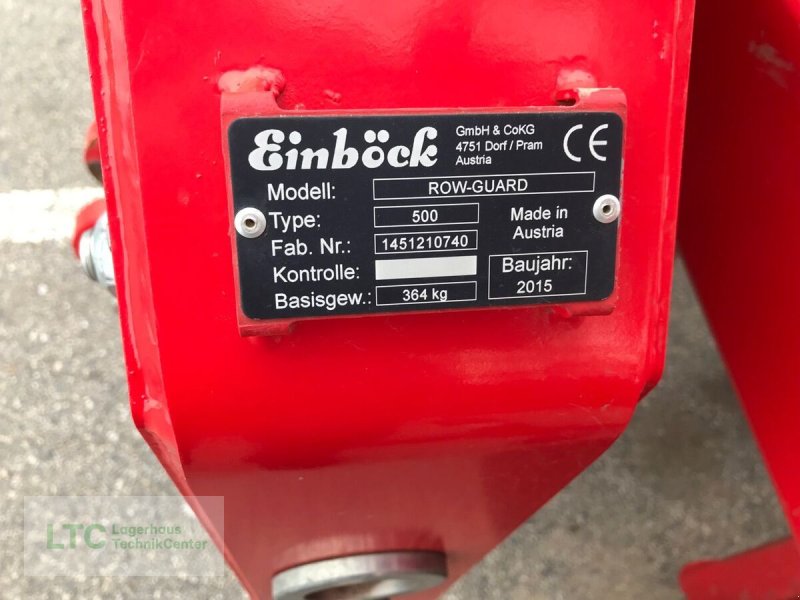 Einböck
GmbH & CoKG
4751 Dorf / Pram
Austria
CE
Modell: ROW-GUARD
Type: 500
Made in
Austria
Fab. Nr.: 1451210740
Kontrolle:
Baujahr:
2015
Basisgew.: 364 kg
LTC Lagerhaus
TechnikCenter